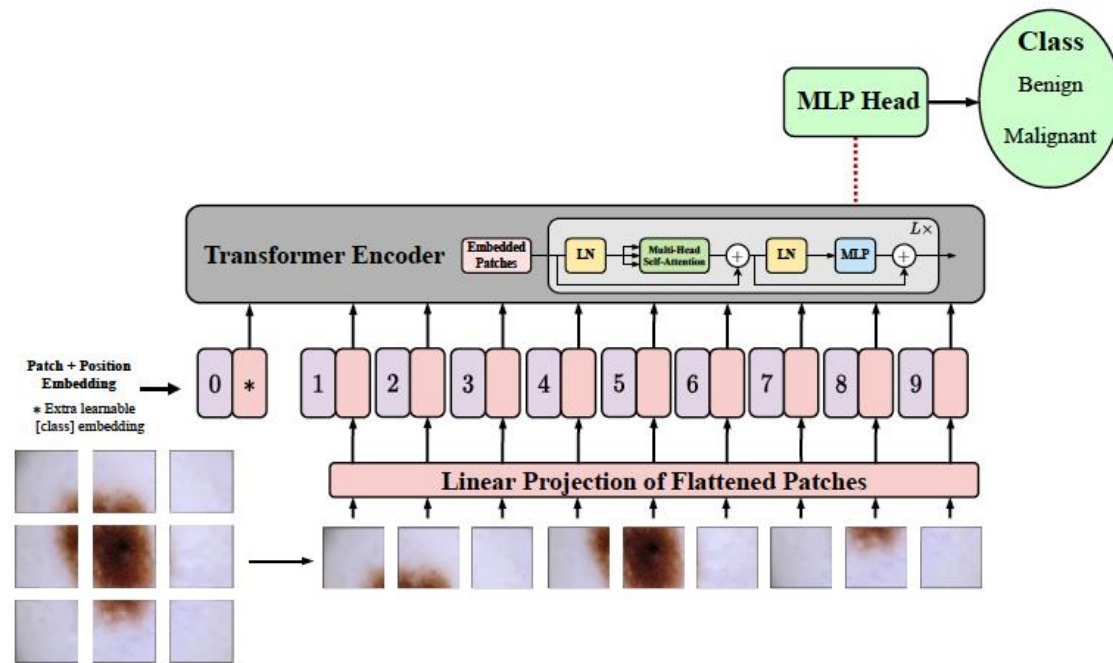 Class
Benign
Malignant
MLP Head
L×
Transformer Encoder
Embedded
Patches
LN
Multi-Head
Self-Attention
+
LN
MLP
+
Patch + Position
Embedding
* Extra learnable
[class] embedding
0 * 1 2 3 4 5 6 7 8 9
Linear Projection of Flattened Patches